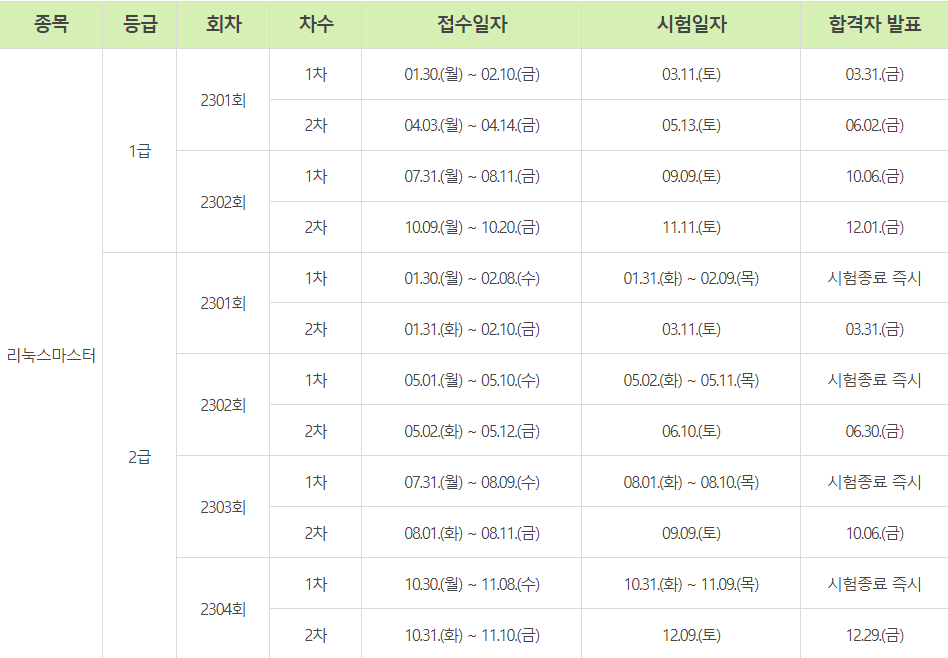 종목 등급 회차 차수 접수일자 시험일자 합격자 발표
리눅스마스터 1급 2301회 1차 01.30.(월) ~ 02.10.(금) 03.11.(토) 03.31.(금)
2차 04.03.(월) ~ 04.14.(금) 05.13.(토) 06.02.(금)
2302회 1차 07.31.(월) ~ 08.11.(금) 09.09.(토) 10.06.(금)
2차 10.09.(월) ~ 10.20.(금) 11.11.(토) 12.01.(금)
2급 2301회 1차 01.30.(월) ~ 02.08.(수) 01.31.(화) ~ 02.09.(목) 시험종료 즉시
2차 01.31.(화) ~ 02.10.(금) 03.11.(토) 03.31.(금)
2302회 1차 05.01.(월) ~ 05.10.(수) 05.02.(화) ~ 05.11.(목) 시험종료 즉시
2차 05.02.(화) ~ 05.12.(금) 06.10.(토) 06.30.(금)
2303회 1차 07.31.(월) ~ 08.09.(수) 08.01.(화) ~ 08.10.(목) 시험종료 즉시
2차 08.01.(화) ~ 08.11.(금) 09.09.(토) 10.06.(금)
2304회 1차 10.30.(월) ~ 11.08.(수) 10.31.(화) ~ 11.09.(목) 시험종료 즉시
2차 10.31.(화) ~ 11.10.(금) 12.09.(토) 12.29.(금)